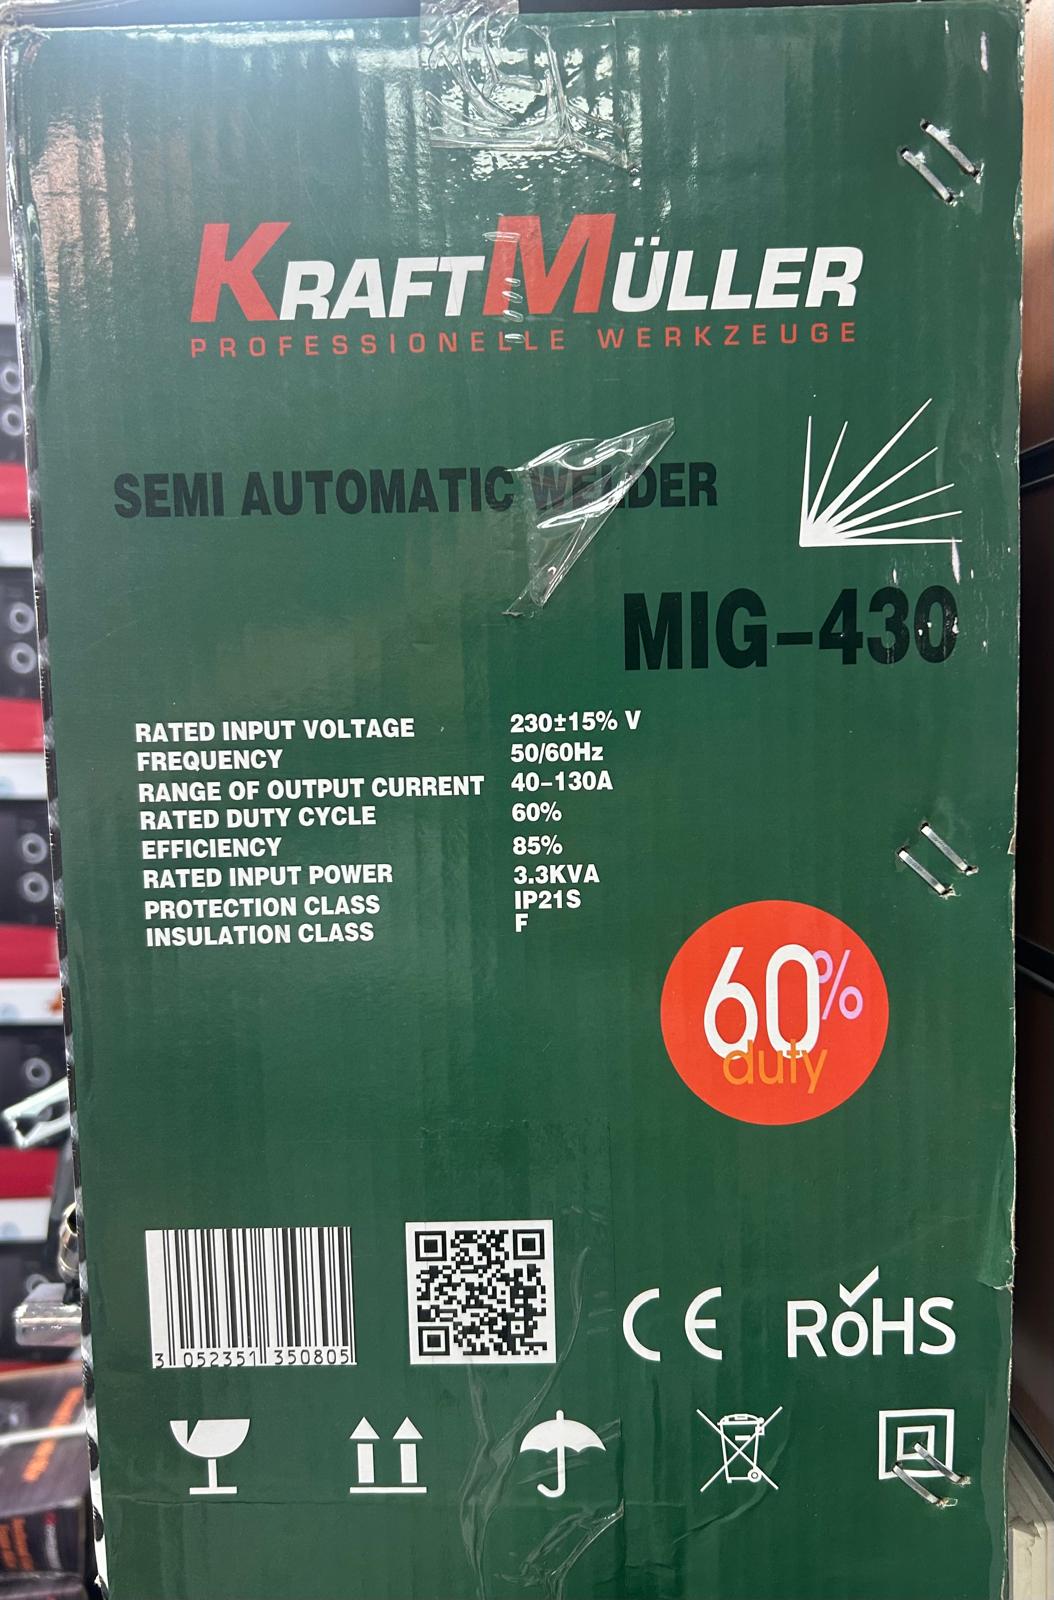 KRAFTMÜLLER
PROFESSIONELLE WERKZEUGE
SEMI AUTOMATIC WELDER
MIG-430
RATED INPUT VOLTAGE 230±15% V
FREQUENCY 50/60Hz
RANGE OF OUTPUT CURRENT 40-130A
RATED DUTY CYCLE 60%
EFFICIENCY 85%
RATED INPUT POWER 3.3KVA
PROTECTION CLASS IP21S
INSULATION CLASS F
60%
duty
3 052351 350805
CE
RoHS